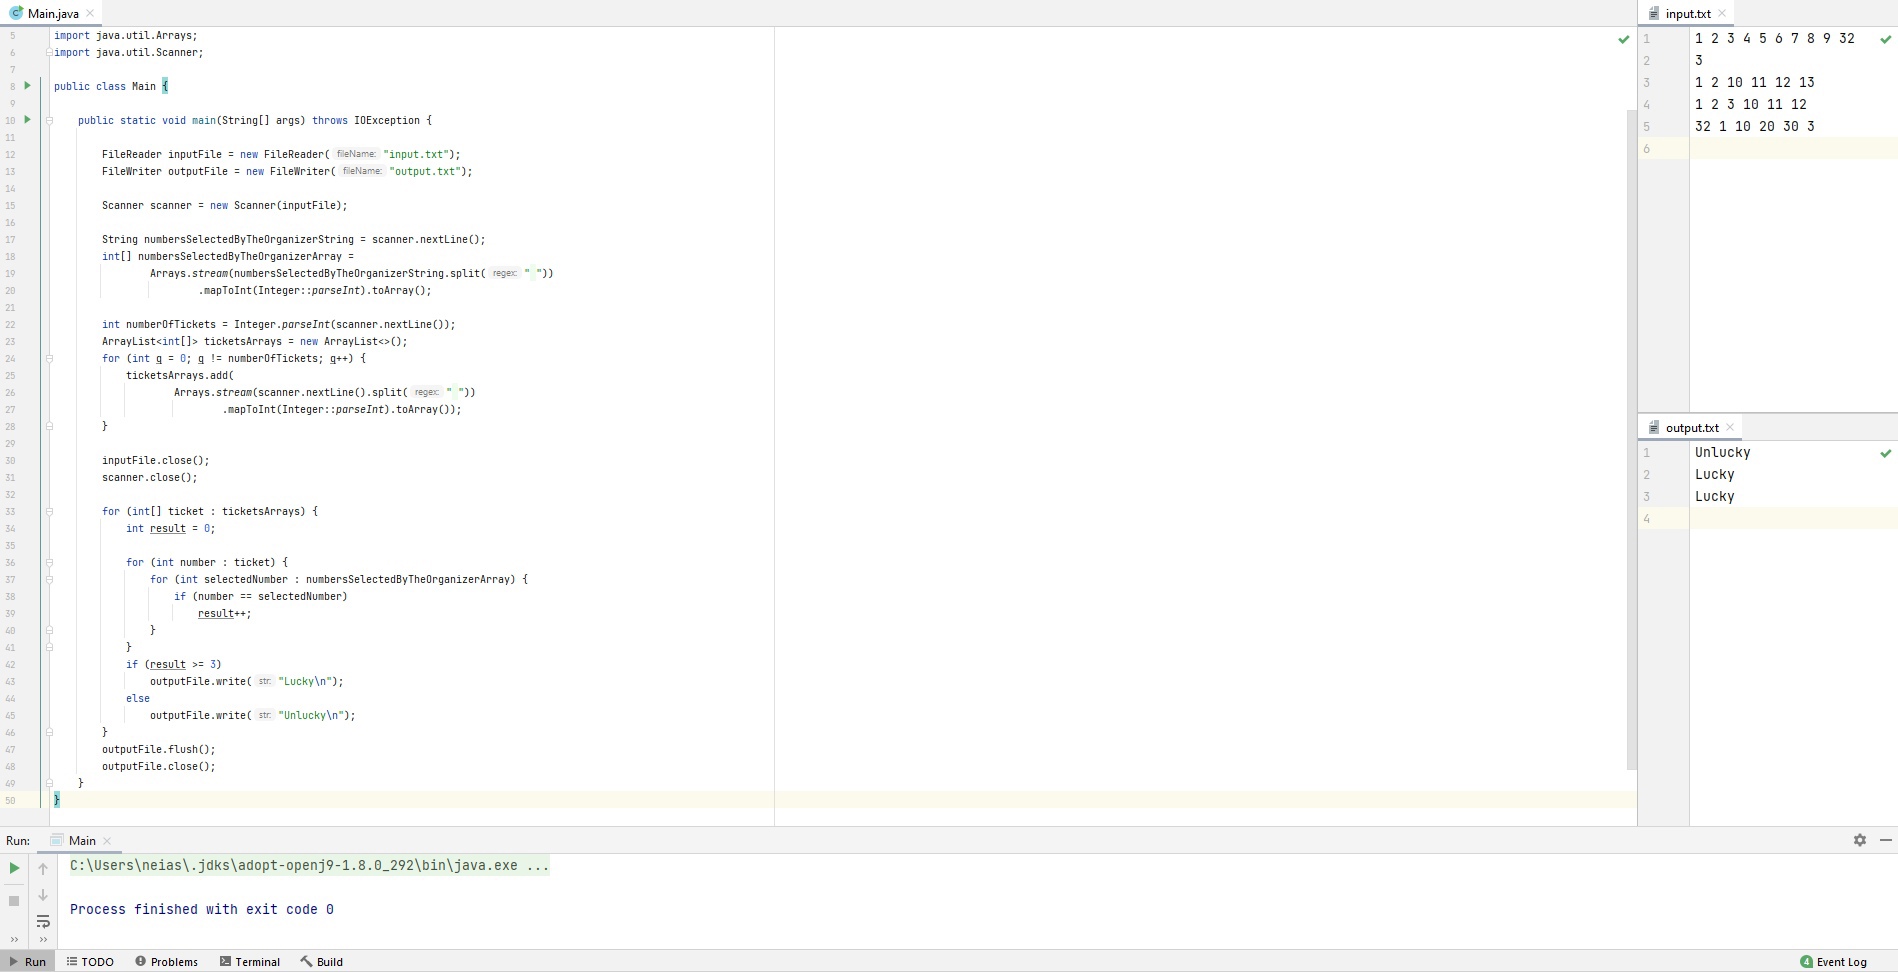 Main.java
5 import java.util.Arrays;
6 import java.util.Scanner;
7
8 public class Main {
9
10 public static void main(String[] args) throws IOException {
11
12 FileReader inputFile = new FileReader( fileName: "input.txt");
13 FileWriter outputFile = new FileWriter( fileName: "output.txt");
14
15 Scanner scanner = new Scanner(inputFile);
16
17 String numbersSelectedByTheOrganizerString = scanner.nextLine();
18 int[] numbersSelectedByTheOrganizerArray =
19 Arrays.stream(numbersSelectedByTheOrganizerString.split( regex: " "))
20 .mapToInt(Integer::parseInt).toArray();
21
22 int numberOfTickets = Integer.parseInt(scanner.nextLine());
23 ArrayList<int[]> ticketsArrays = new ArrayList<>();
24 for (int q = 0; q != numberOfTickets; q++) {
25 ticketsArrays.add(
26 Arrays.stream(scanner.nextLine().split( regex: " "))
27 .mapToInt(Integer::parseInt).toArray());
28 }
29
30 inputFile.close();
31 scanner.close();
32
33 for (int[] ticket : ticketsArrays) {
34 int result = 0;
35
36 for (int number : ticket) {
37 for (int selectedNumber : numbersSelectedByTheOrganizerArray) {
38 if (number == selectedNumber)
39 result++;
40 }
41 }
42 if (result >= 3)
43 outputFile.write( str: "Lucky\n");
44 else
45 outputFile.write( str: "Unlucky\n");
46 }
47 outputFile.flush();
48 outputFile.close();
49 }
50 }
input.txt
1 1 2 3 4 5 6 7 8 9 32
2 3
3 1 2 10 11 12 13
4 1 2 3 10 11 12
5 32 1 10 20 30 3
6
output.txt
1 Unlucky
2 Lucky
3 Lucky
4
Run: Main
C:\Users\neias\.jdks\adopt-openj9-1.8.0_292\bin\java.exe ...
Process finished with exit code 0
Run TODO Problems Terminal Build 4 Event Log